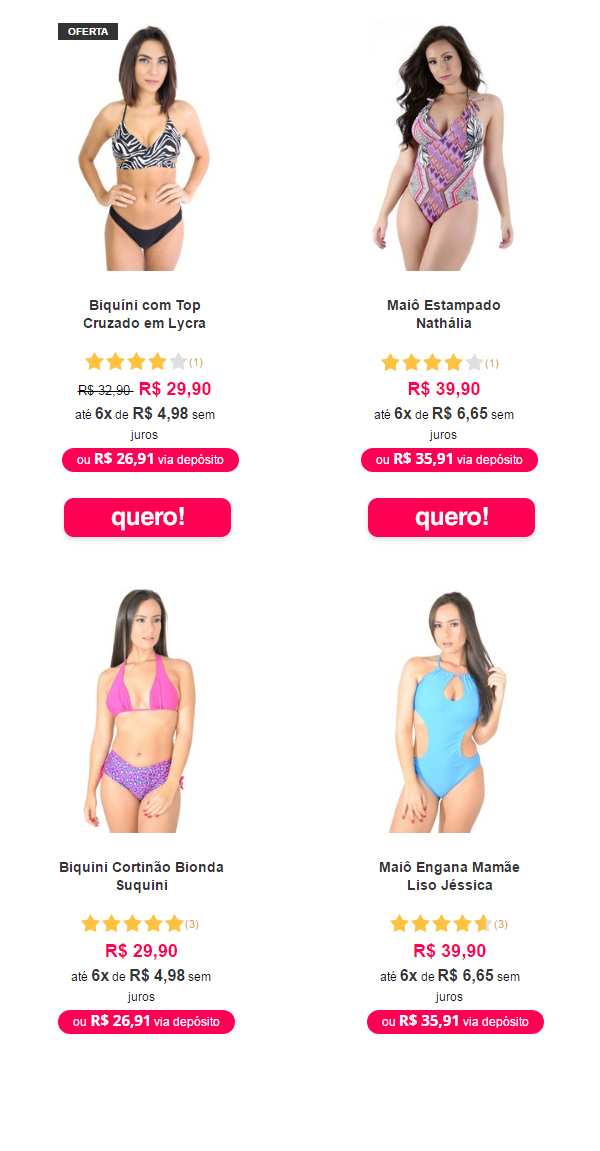 OFERTA
Biquíni com Top
Cruzado em Lycra
(1)
R$ 32,90 R$ 29,90
até 6x de R$ 4,98 sem
juros
ou R$ 26,91 via depósito
quero!
Maiô Estampado
Nathália
(1)
R$ 39,90
até 6x de R$ 6,65 sem
juros
ou R$ 35,91 via depósito
quero!
Biquini Cortinão Bionda
Suquini
(3)
R$ 29,90
até 6x de R$ 4,98 sem
juros
ou R$ 26,91 via depósito
Maiô Engana Mamãe
Liso Jéssica
(3)
R$ 39,90
até 6x de R$ 6,65 sem
juros
ou R$ 35,91 via depósito